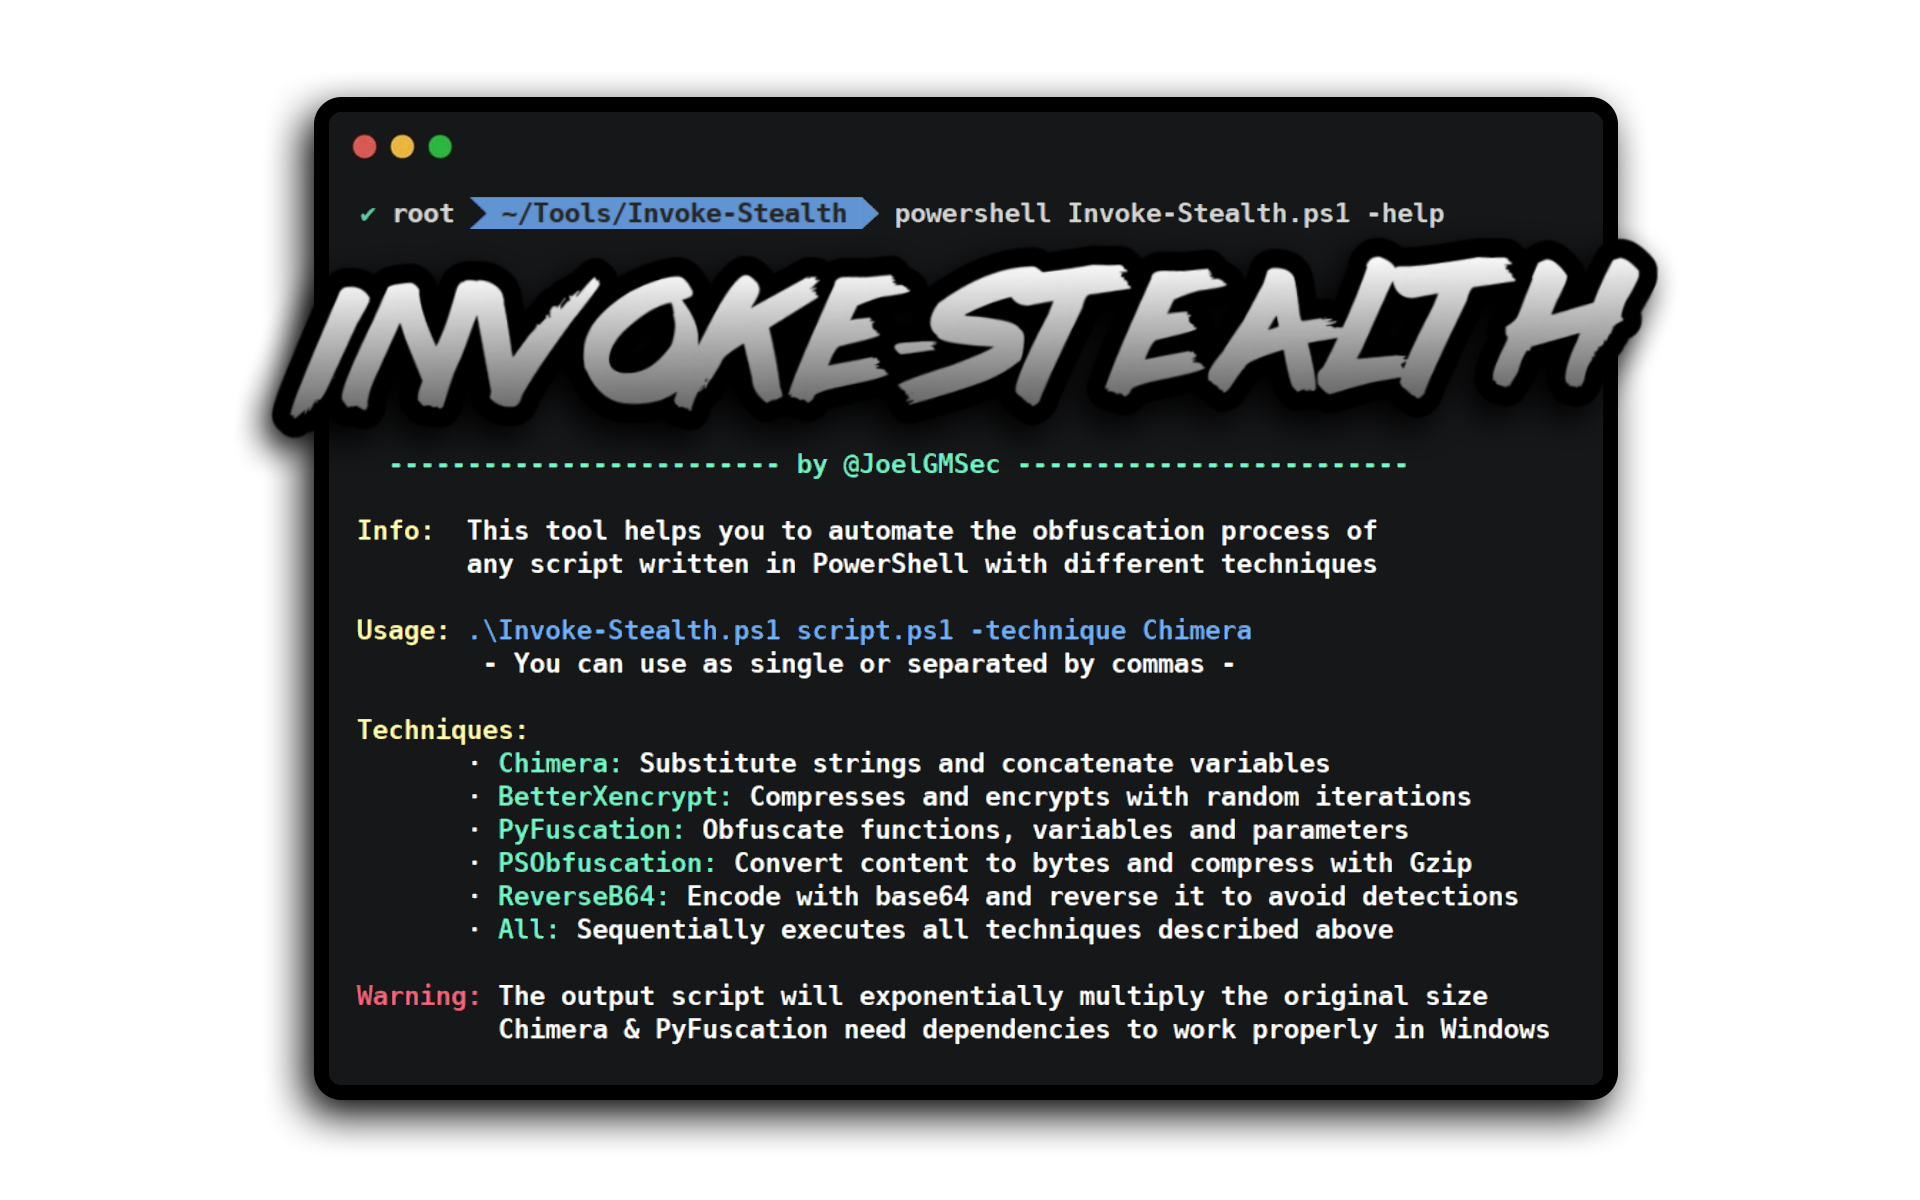 ✔ root ~/Tools/Invoke-Stealth powershell Invoke-Stealth.ps1 -help
INVOKE-STEALTH
------------------------- by @JoelGMSec -------------------------
Info: This tool helps you to automate the obfuscation process of
any script written in PowerShell with different techniques
Usage: .\Invoke-Stealth.ps1 script.ps1 -technique Chimera
- You can use as single or separated by commas -
Techniques:
· Chimera: Substitute strings and concatenate variables
· BetterXencrypt: Compresses and encrypts with random iterations
· PyFuscation: Obfuscate functions, variables and parameters
· PSObfuscation: Convert content to bytes and compress with Gzip
· ReverseB64: Encode with base64 and reverse it to avoid detections
· All: Sequentially executes all techniques described above
Warning: The output script will exponentially multiply the original size
Chimera & PyFuscation need dependencies to work properly in Windows